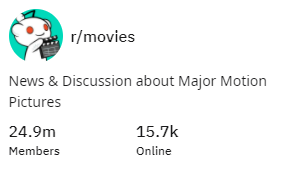 r/movies
News & Discussion about Major Motion
Pictures
24.9m
15.7k
Members
Online